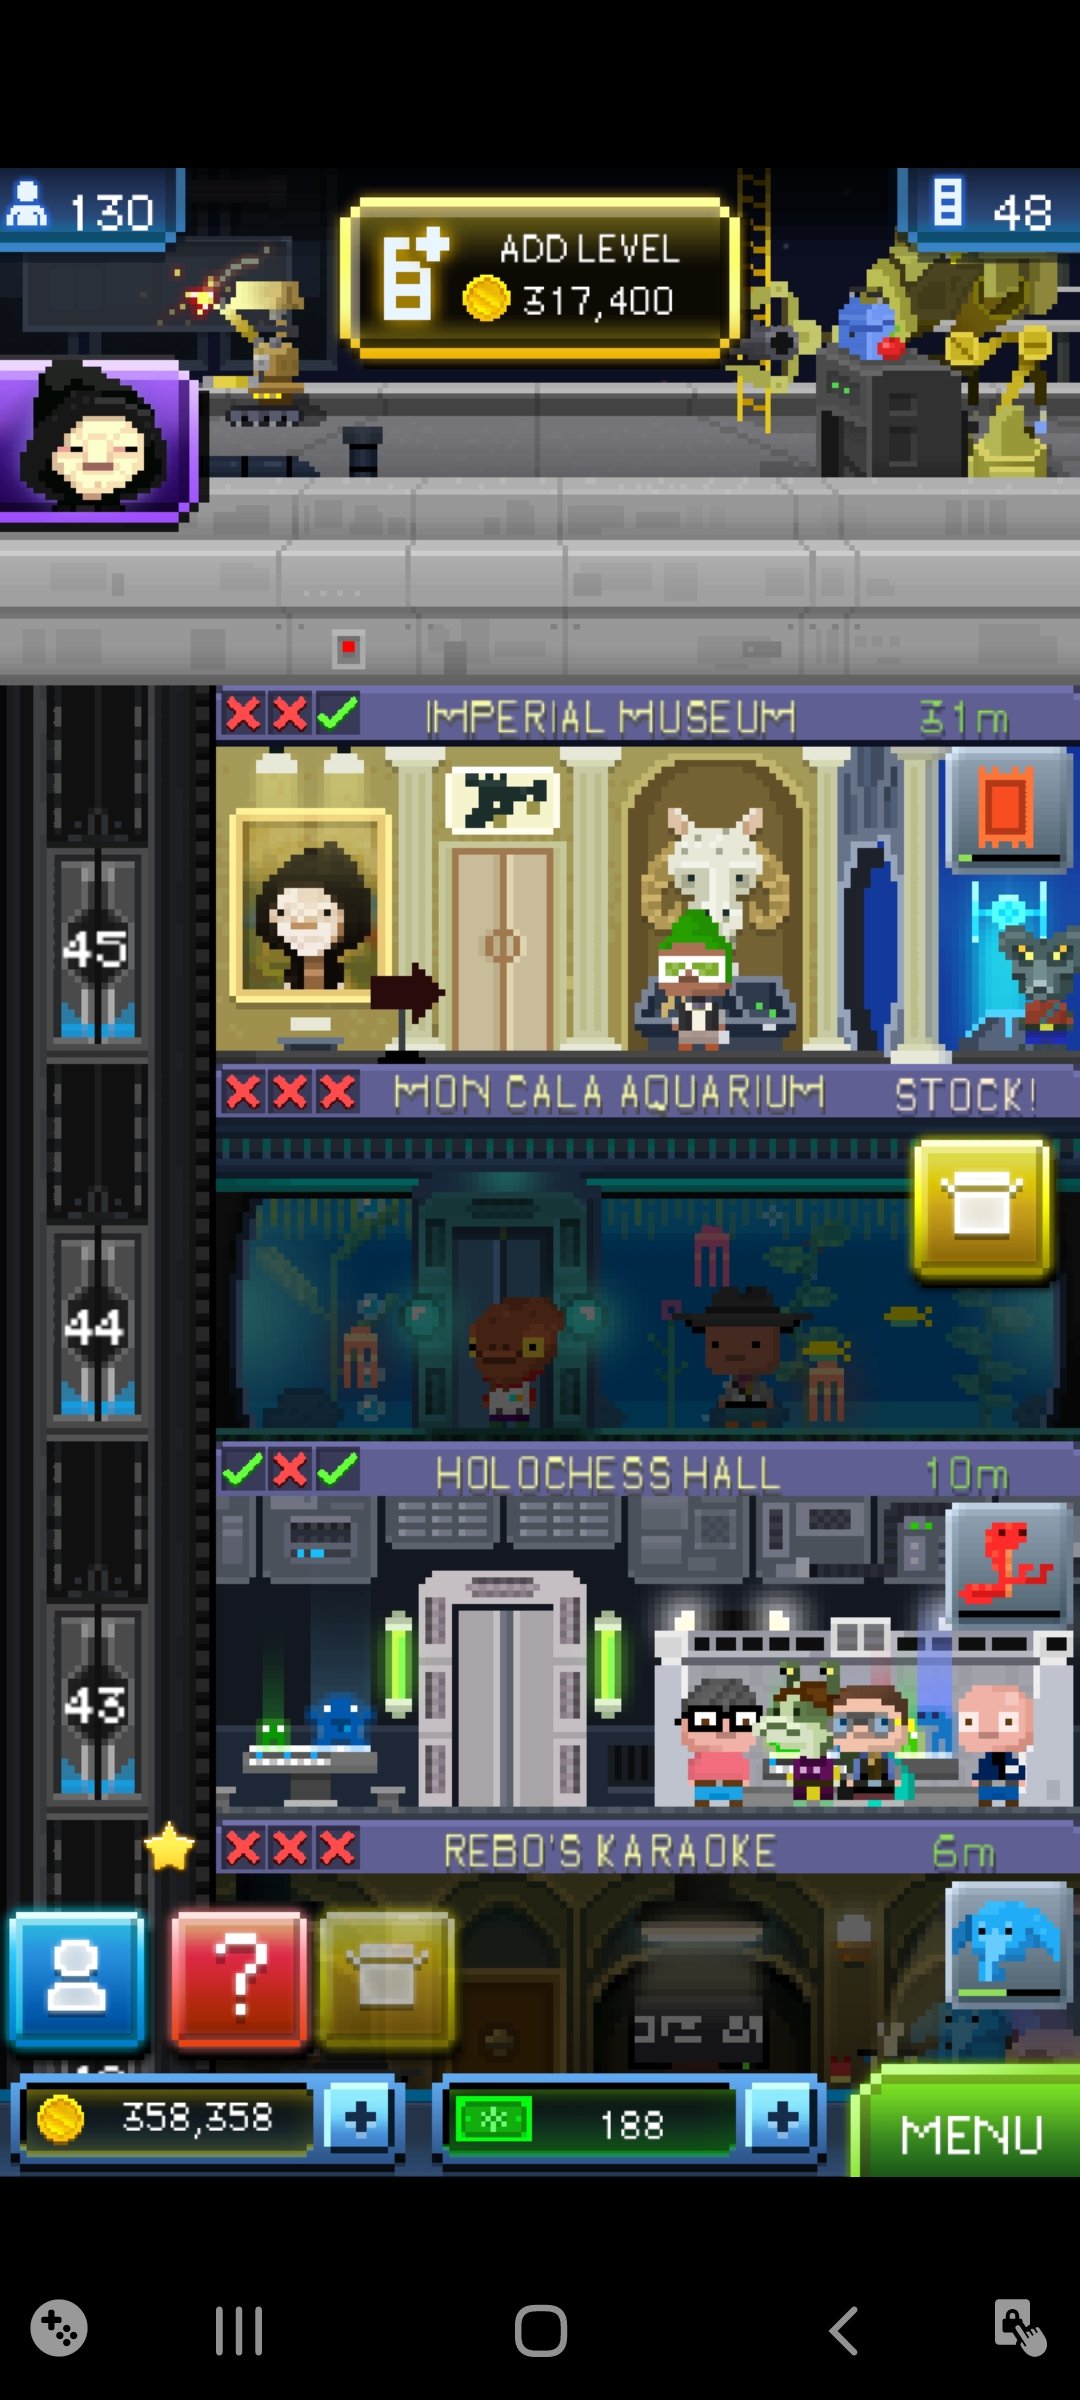 130
ADD LEVEL
317,400
48
IMPERIAL MUSEUM 31m
45
MON CALA AQUARIUM STOCK!
44
HOLOCHESS HALL 10m
43
REBO'S KARAOKE 6m
?
358,358 +
188 +
MENU